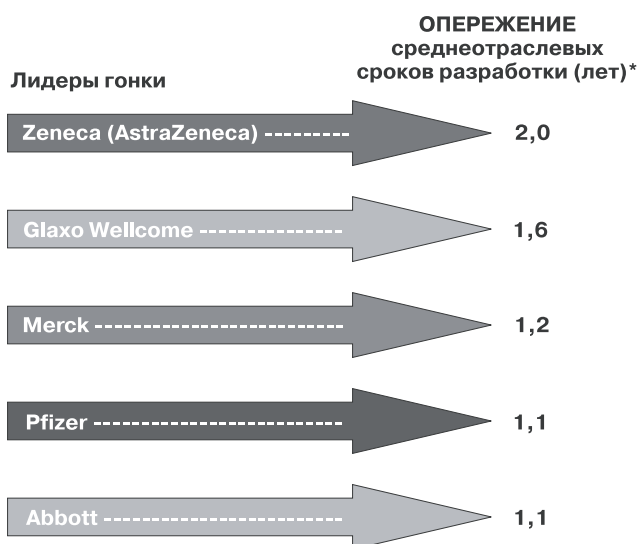 ОПЕРЕЖЕНИЕ
среднеотраслевых
сроков разработки (лет)*
Лидеры гонки
Zeneca (AstraZeneca) 2,0
Glaxo Wellcome 1,6
Merck 1,2
Pfizer 1,1
Abbott 1,1